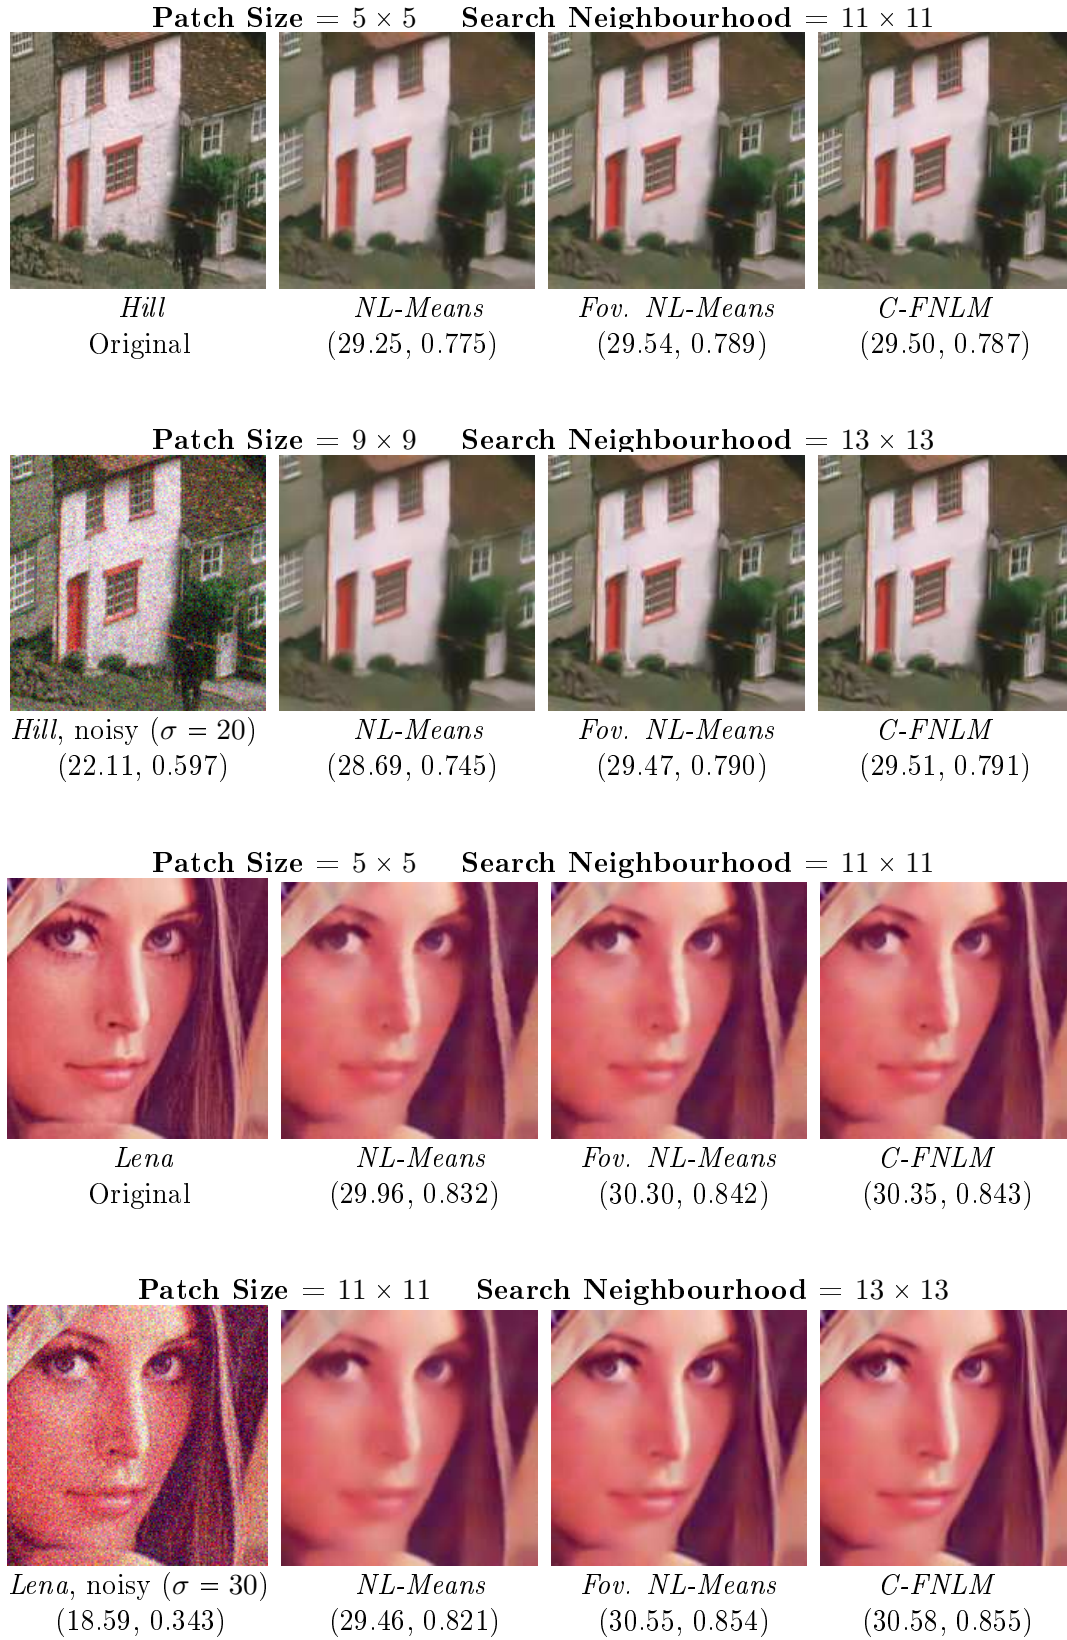 Patch Size = 5 × 5 Search Neighbourhood = 11 × 11
Hill NL-Means Fov. NL-Means C-FNLM
Original (29.25, 0.775) (29.54, 0.789) (29.50, 0.787)
Patch Size = 9 × 9 Search Neighbourhood = 13 × 13
Hill, noisy (σ = 20) NL-Means Fov. NL-Means C-FNLM
(22.11, 0.597) (28.69, 0.745) (29.47, 0.790) (29.51, 0.791)
Patch Size = 5 × 5 Search Neighbourhood = 11 × 11
Lena NL-Means Fov. NL-Means C-FNLM
Original (29.96, 0.832) (30.30, 0.842) (30.35, 0.843)
Patch Size = 11 × 11 Search Neighbourhood = 13 × 13
Lena, noisy (σ = 30) NL-Means Fov. NL-Means C-FNLM
(18.59, 0.343) (29.46, 0.821) (30.55, 0.854) (30.58, 0.855)